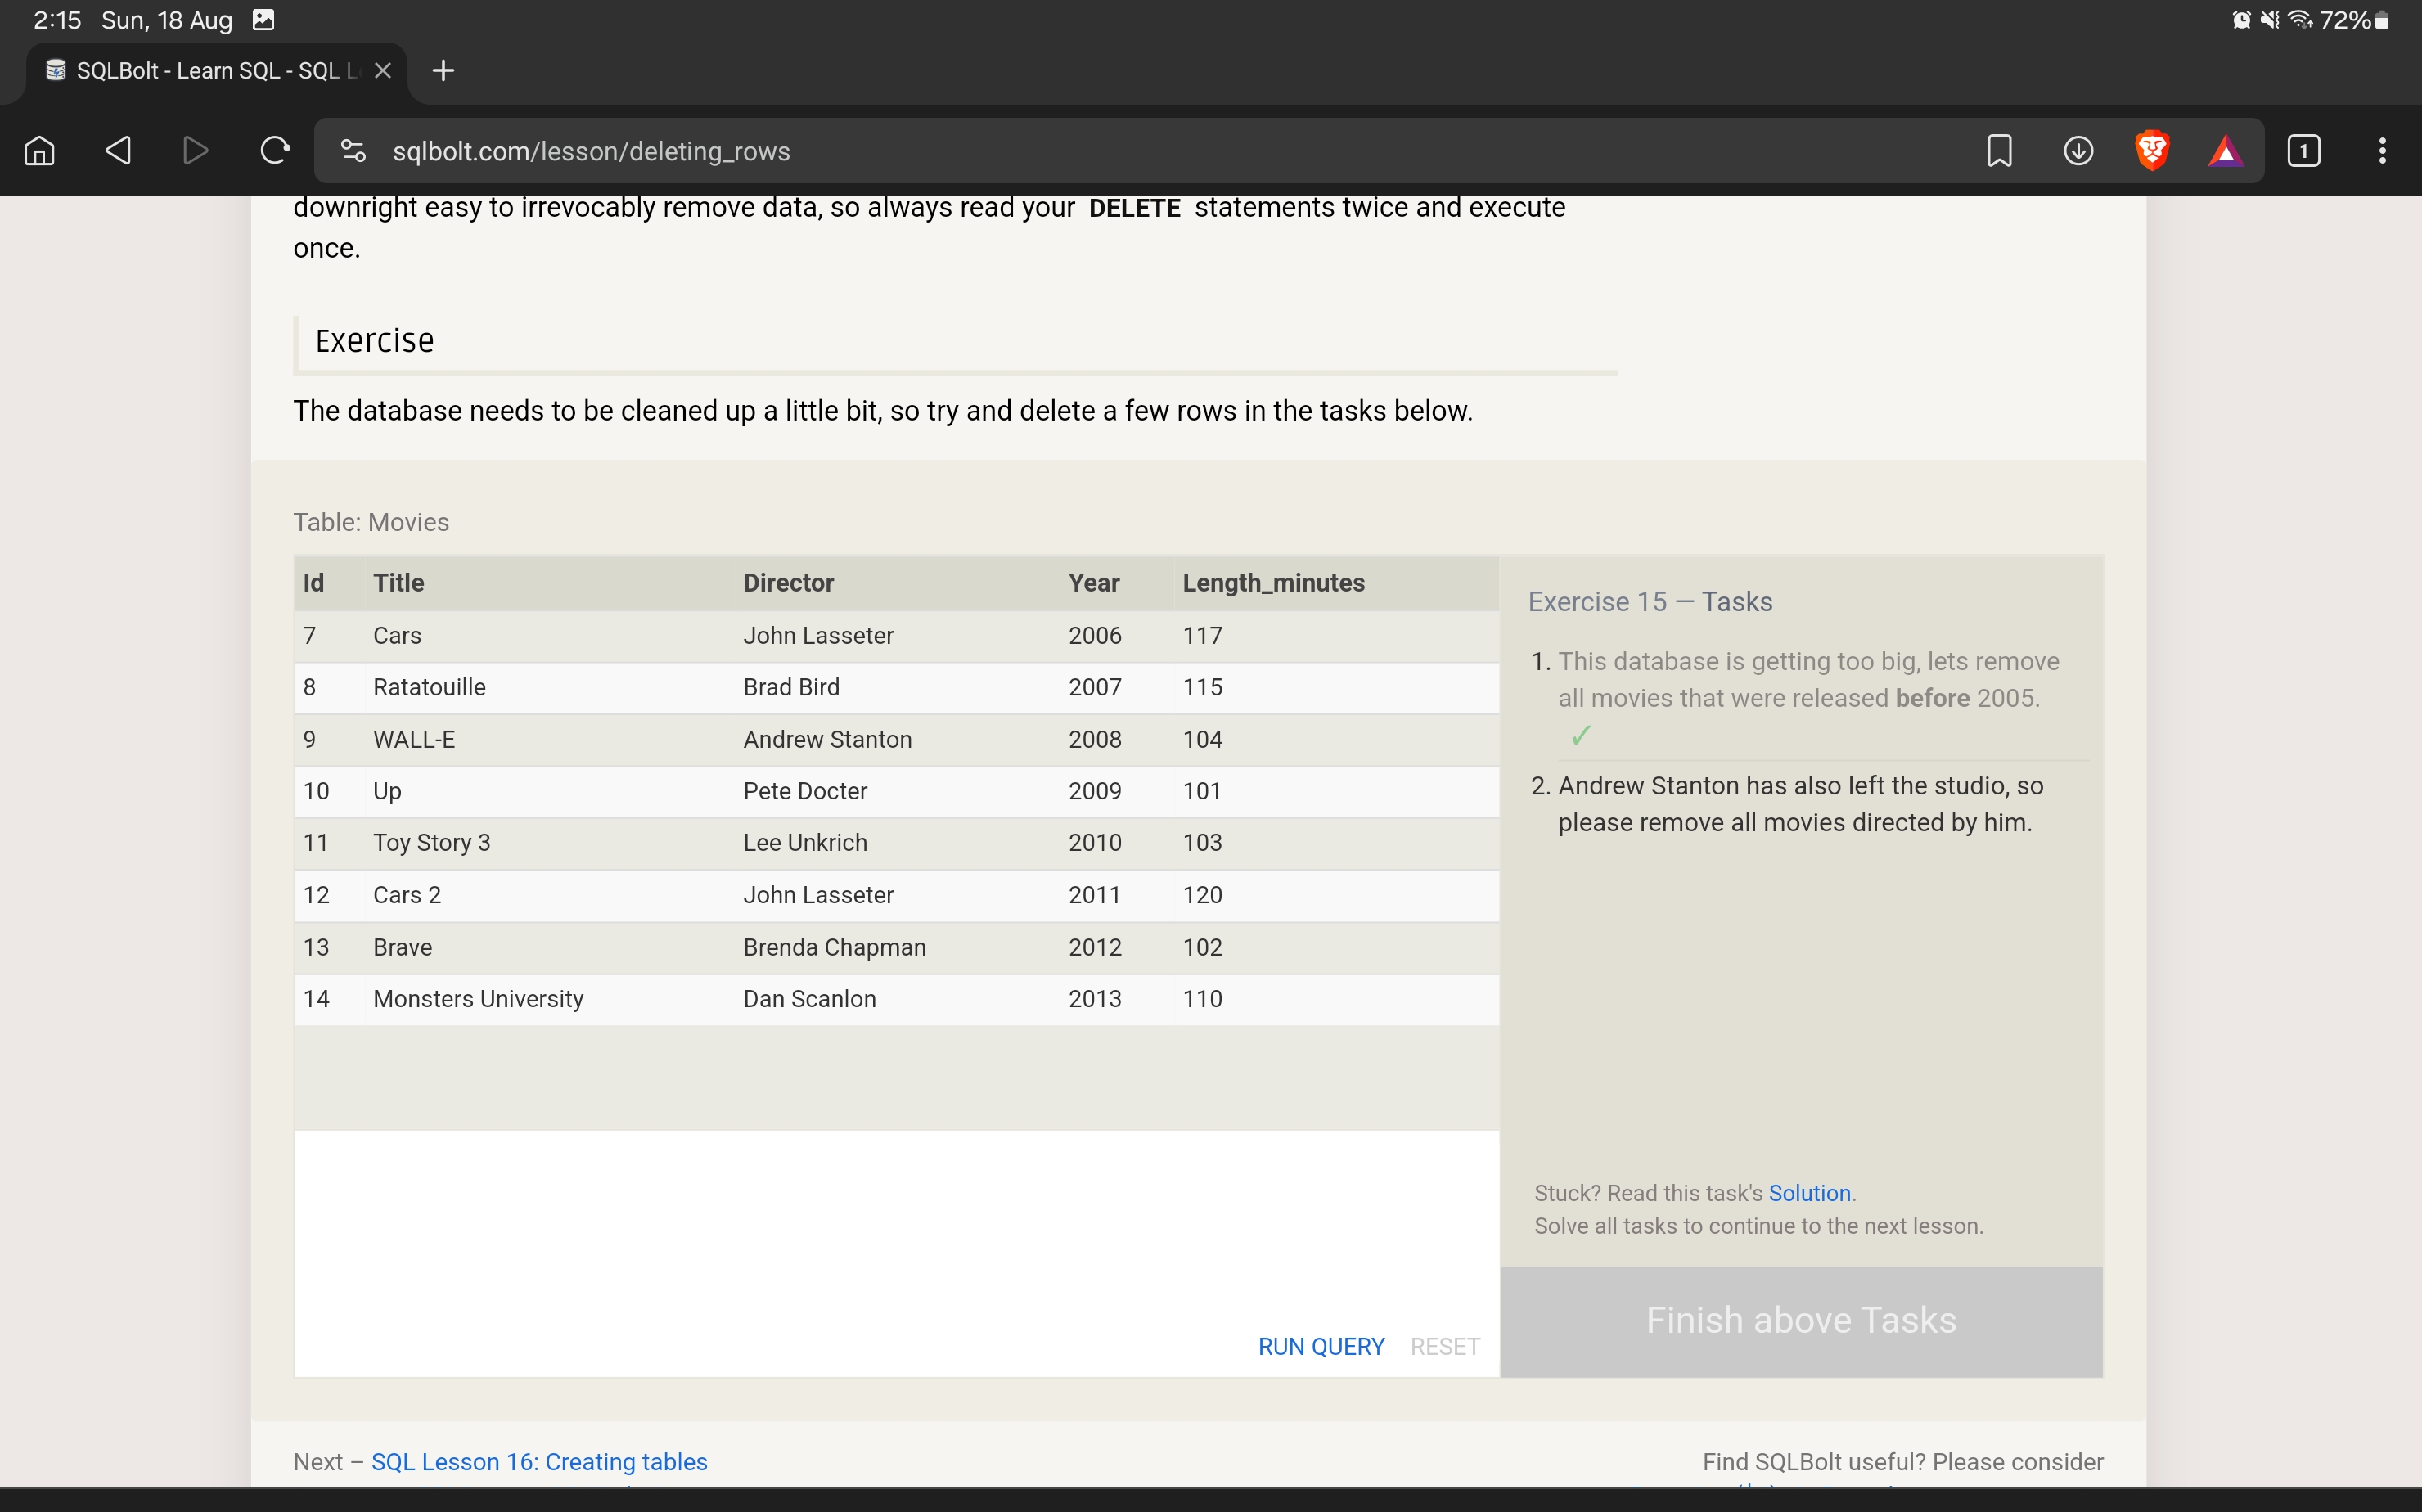 2:15 Sun, 18 Aug 72%
SQLBolt - Learn SQL - SQL
1
sqlbolt.com/lesson/deleting_rows
downright easy to irrevocably remove data, so always read your DELETE statements twice and execute
once.
Exercise
The database needs to be cleaned up a little bit, so try and delete a few rows in the tasks below.
Table: Movies
Id Title Director Year Length_minutes
7 Cars John Lasseter 2006 117
8 Ratatouille Brad Bird 2007 115
9 WALL-E Andrew Stanton 2008 104
10 Up Pete Docter 2009 101
11 Toy Story 3 Lee Unkrich 2010 103
12 Cars 2 John Lasseter 2011 120
13 Brave Brenda Chapman 2012 102
14 Monsters University Dan Scanlon 2013 110
RUN QUERY RESET
Exercise 15 — Tasks
1. This database is getting too big, lets remove
all movies that were released before 2005.
✓
2. Andrew Stanton has also left the studio, so
please remove all movies directed by him.
Stuck? Read this task's Solution.
Solve all tasks to continue to the next lesson.
Finish above Tasks
Next – SQL Lesson 16: Creating tables
Find SQLBolt useful? Please consider